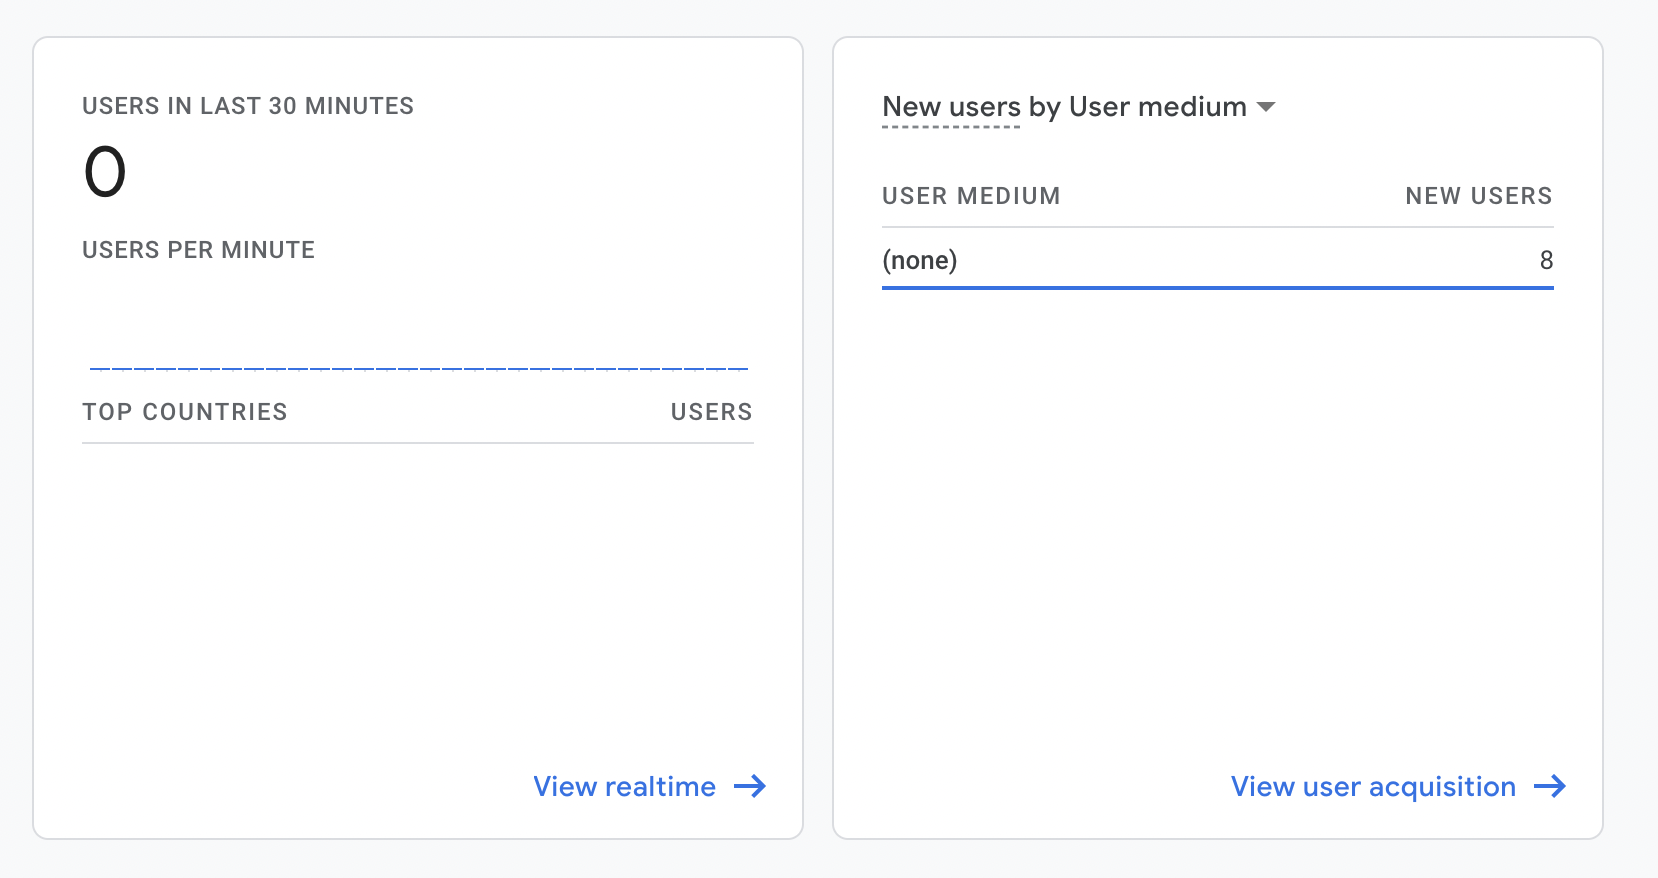 USERS IN LAST 30 MINUTES
0
USERS PER MINUTE
TOP COUNTRIES USERS
View realtime
New users by User medium
USER MEDIUM NEW USERS
(none) 8
View user acquisition